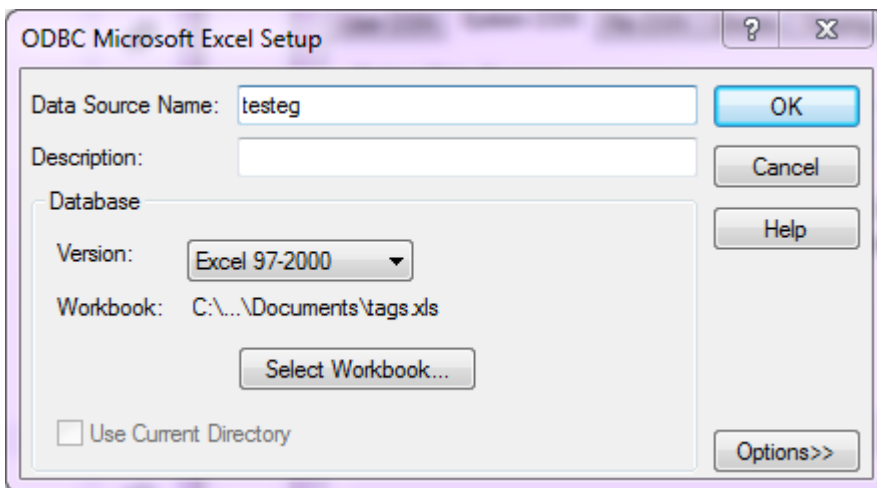 ODBC Microsoft Excel Setup
Data Source Name: testeg
OK
Description:
Cancel
Database
Help
Version: Excel 97-2000
Workbook: C:\...\Documents\tags.xls
Select Workbook...
Use Current Directory
Options>>